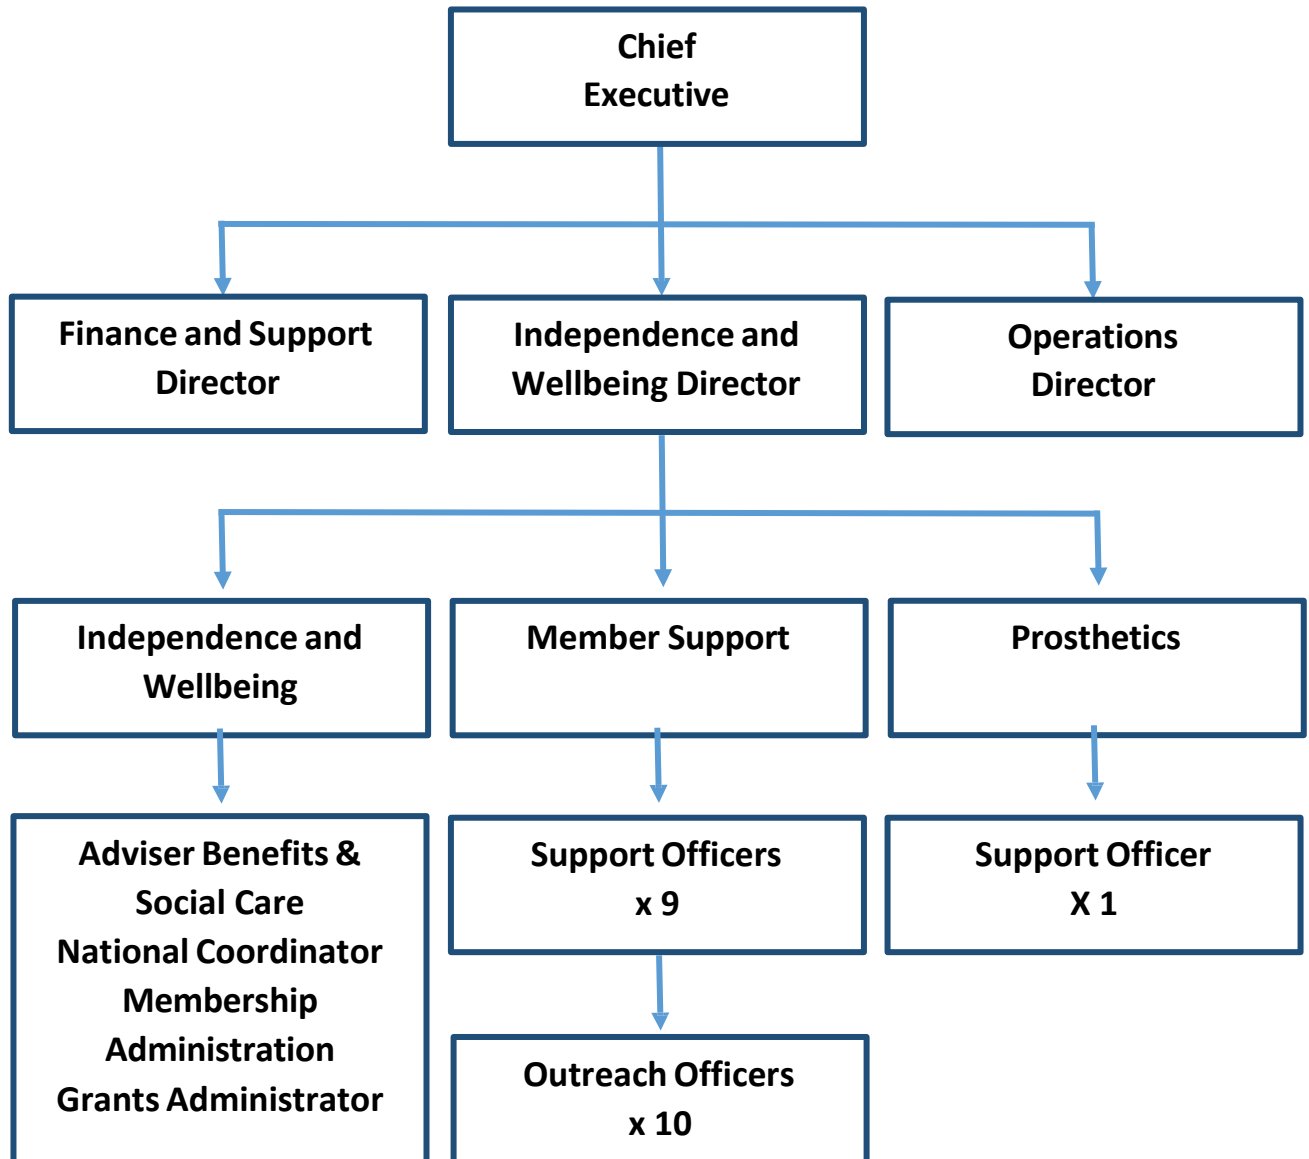 Chief
Executive
Finance and Support
Director
Independence and
Wellbeing Director
Operations
Director
Independence and
Wellbeing
Member Support
Prosthetics
Adviser Benefits &
Social Care
National Coordinator
Membership
Administration
Grants Administrator
Support Officers
x 9
Support Officer
X 1
Outreach Officers
x 10